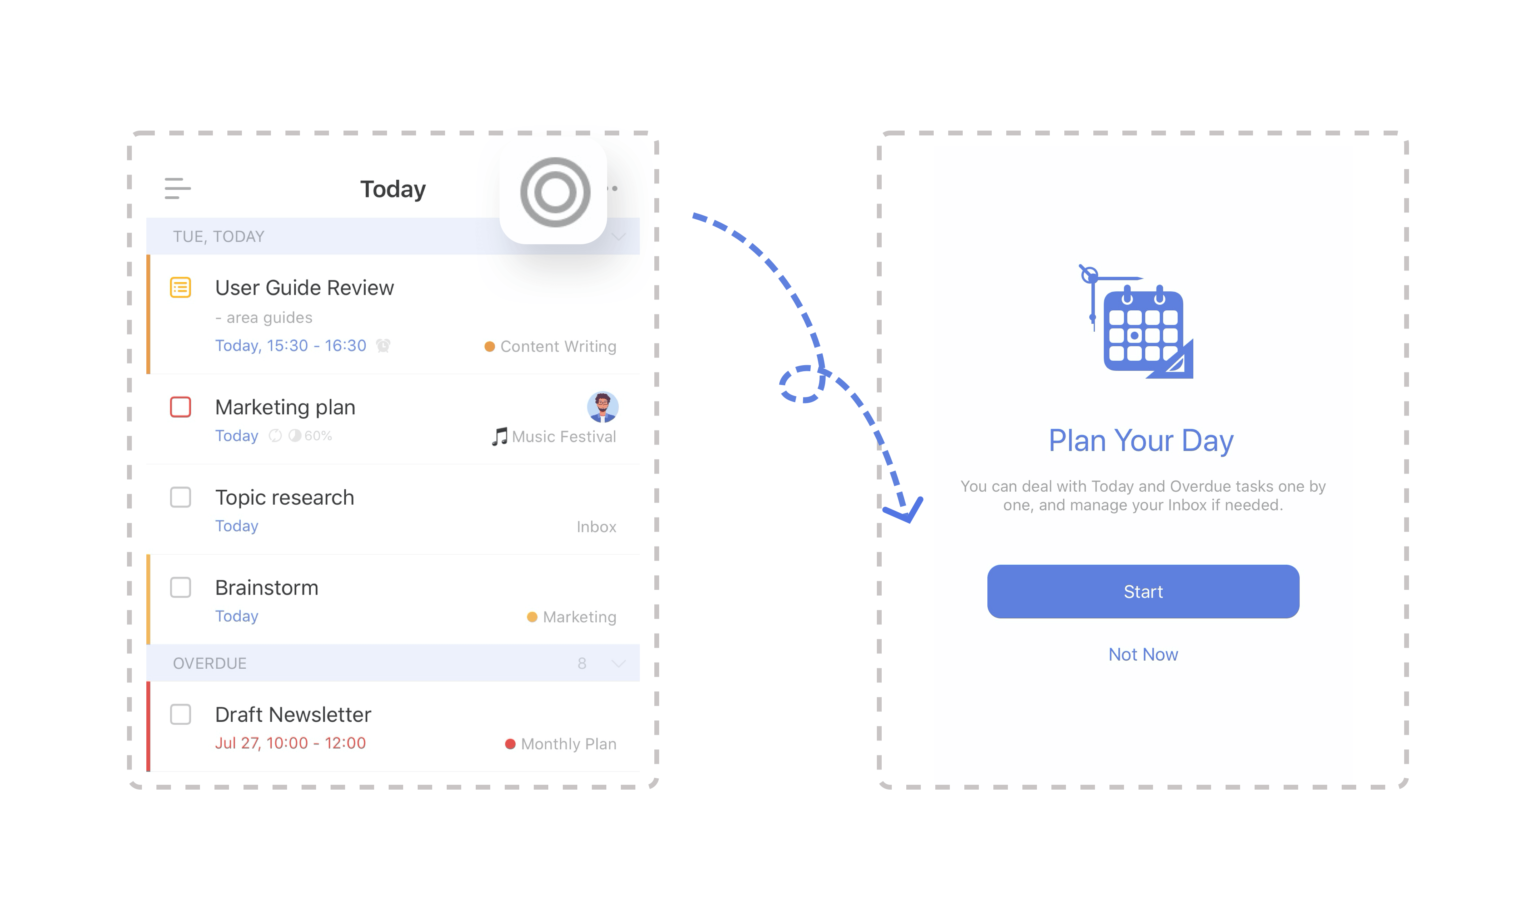 Today
TUE, TODAY
User Guide Review
- area guides
Today, 15:30 - 16:30
Content Writing
Marketing plan
Today 60%
Music Festival
Topic research
Today
Inbox
Brainstorm
Today
Marketing
OVERDUE 8
Draft Newsletter
Jul 27, 10:00 - 12:00
Monthly Plan
Plan Your Day
You can deal with Today and Overdue tasks one by
one, and manage your Inbox if needed.
Start
Not Now